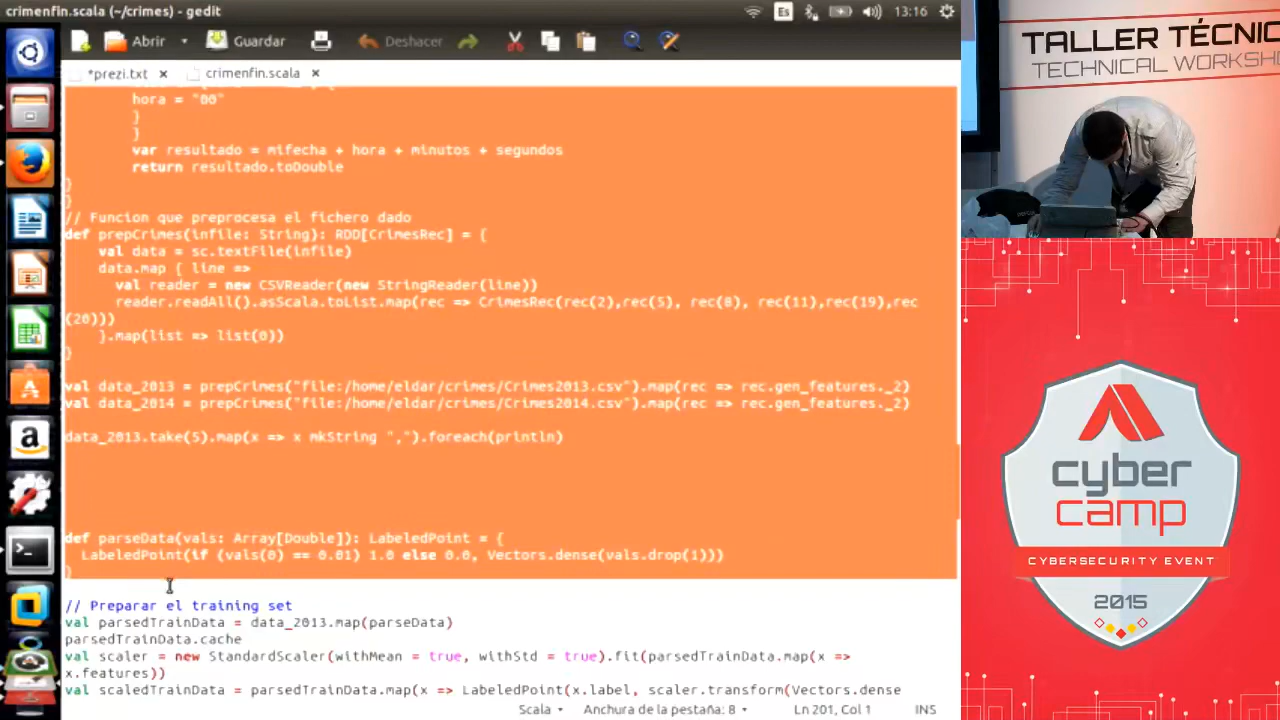 crimenfin.scala (~/crimes) - gedit
Es
13:16
Abrir
Guardar
Deshacer
*prezi.txt
crimenfin.scala
hora = "00"
}
}
var resultado = mifecha + hora + minutos + segundos
return resultado.toDouble
}
}
// Funcion que preprocesa el fichero dado
def prepCrimes(infile: String): RDD[CrimesRec] = {
val data = sc.textFile(infile)
data.map { line =>
val reader = new CSVReader(new StringReader(line))
reader.readAll().asScala.toList.map(rec => CrimesRec(rec(2),rec(5), rec(8), rec(11),rec(19),rec
(20)))
}.map(list => list(0))
}
val data_2013 = prepCrimes("file:/home/eldar/crimes/Crimes2013.csv").map(rec => rec.gen_features._2)
val data_2014 = prepCrimes("file:/home/eldar/crimes/Crimes2014.csv").map(rec => rec.gen_features._2)
data_2013.take(5).map(x => x mkString ",").foreach(println)
def parseData(vals: Array[Double]): LabeledPoint = {
LabeledPoint(if (vals(0) == 0.01) 1.0 else 0.0, Vectors.dense(vals.drop(1)))
}
// Preparar el training set
val parsedTrainData = data_2013.map(parseData)
parsedTrainData.cache
val scaler = new StandardScaler(withMean = true, withStd = true).fit(parsedTrainData.map(x =>
x.features))
val scaledTrainData = parsedTrainData.map(x => LabeledPoint(x.label, scaler.transform(Vectors.dense
Scala
Anchura de la pestaña: 8
Ln 201, Col 1
INS
TALLER TÉCNIC
TECHNICAL WORKSH
cyber
camp
CYBERSECURITY EVENT
2015